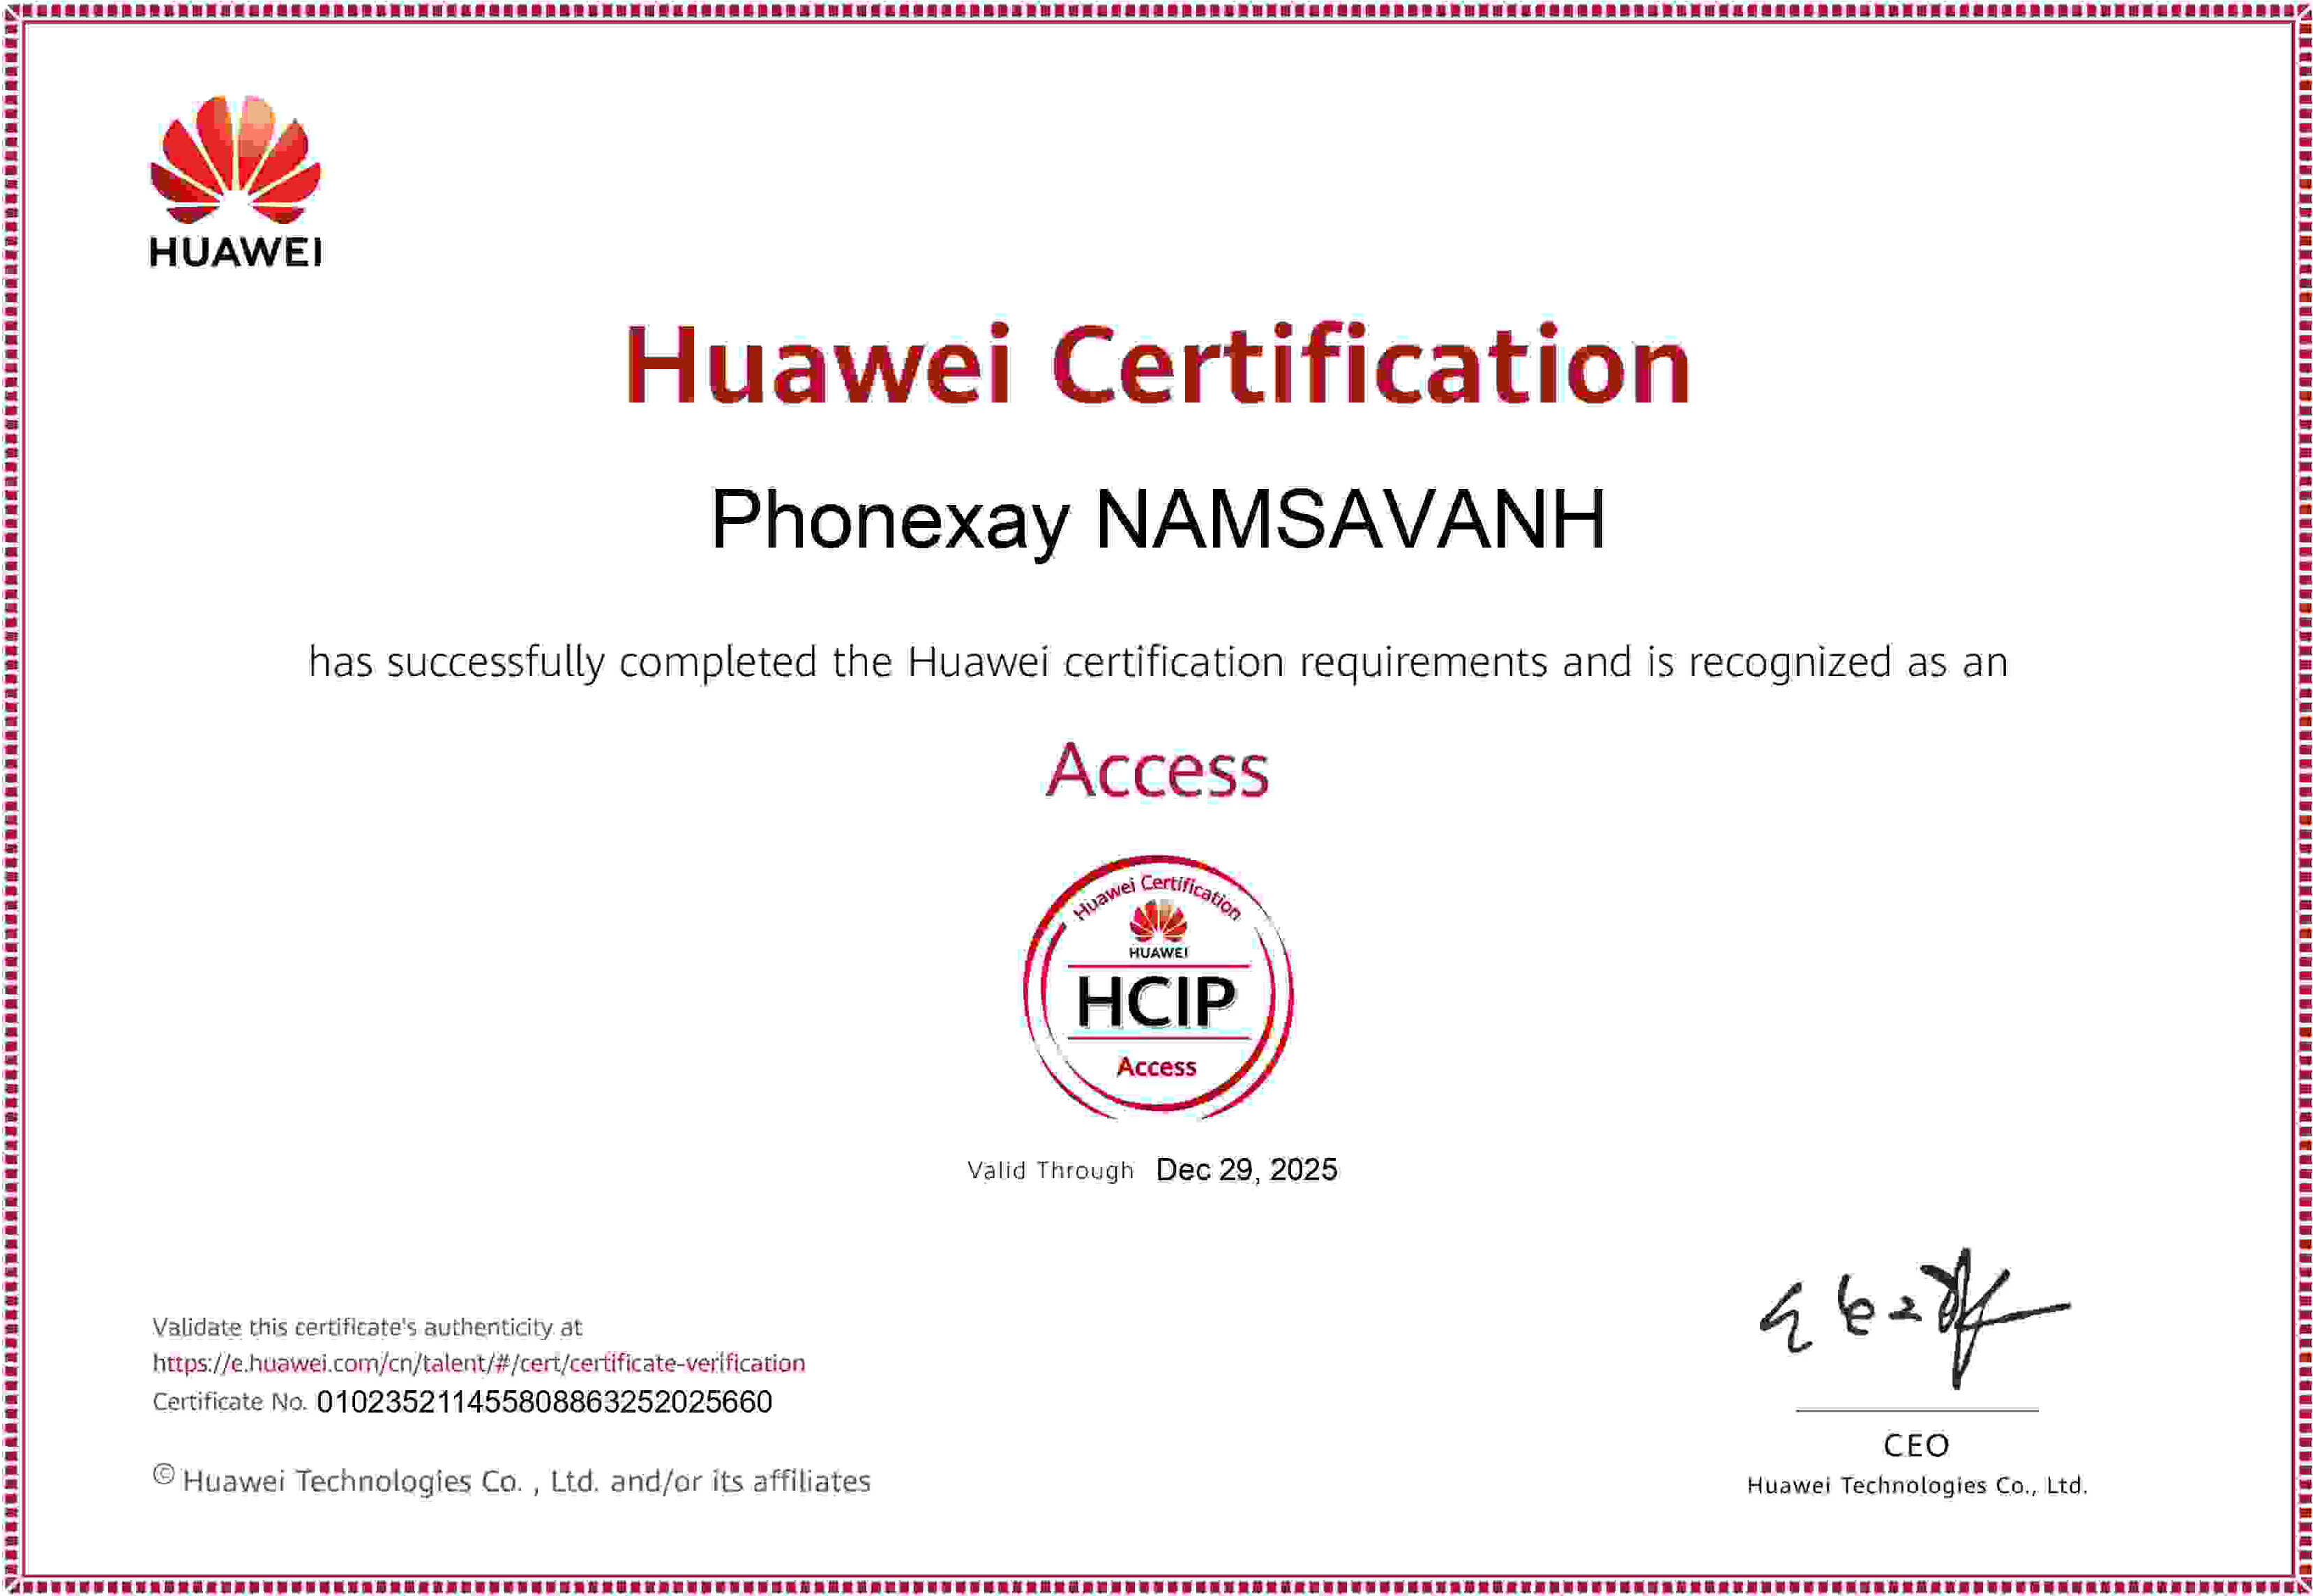 HUAWEI
Huawei Certification
Phonexay NAMSAVANH
has successfully completed the Huawei certification requirements and is recognized as an
Access
Huawei Certification
HUAWEI
HCIP
Access
Valid Through Dec 29, 2025
Validate this certificate's authenticity at
https://e.huawei.com/cn/talent/#/cert/certificate-verification
Certificate No. 010235211455808863252025660
© Huawei Technologies Co. , Ltd. and/or its affiliates
CEO
Huawei Technologies Co., Ltd.